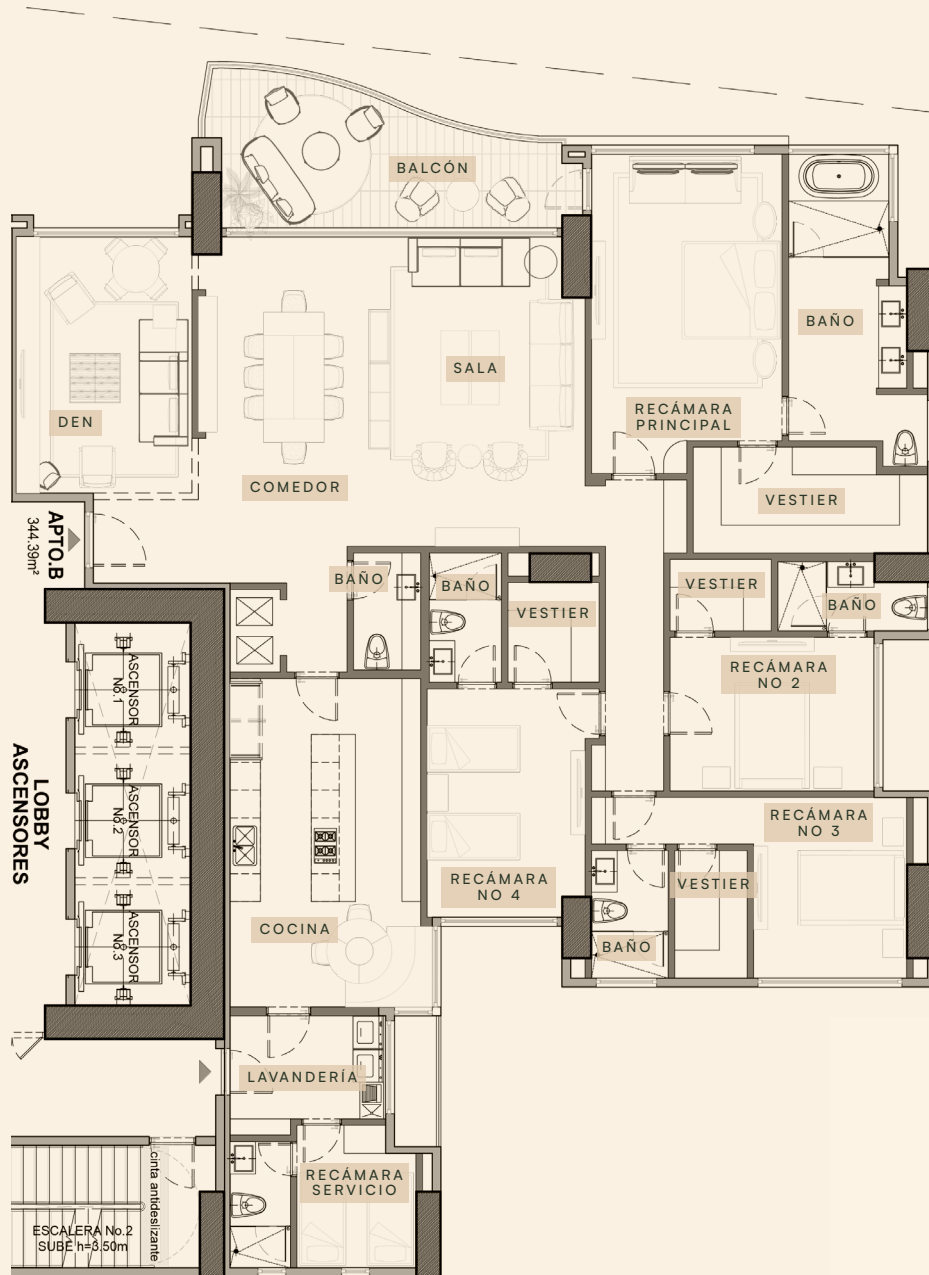 BALCÓN
BAÑO
SALA
DEN
RECÁMARA
PRINCIPAL
COMEDOR
VESTIER
APTO.B
344.39m²
BAÑO
BAÑO
VESTIER
VESTIER
BAÑO
RECÁMARA
NO 2
ASCENSOR
No.1
LOBBY
ASCENSORES
ASCENSOR
No.2
RECÁMARA
NO 3
RECÁMARA
NO 4
VESTIER
COCINA
BAÑO
ASCENSOR
No.3
LAVANDERÍA
RECÁMARA
SERVICIO
cinta antideslizante
ESCALERA No.2
SUBE h=3.50m